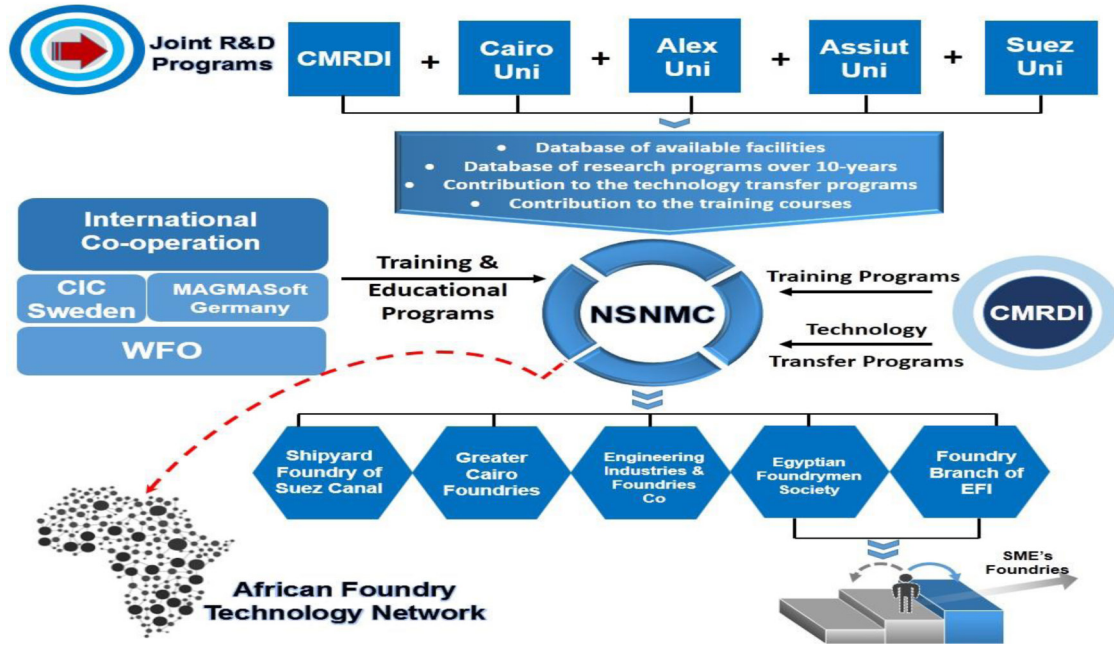 Joint R&D
Programs
CMRDI
+
Cairo
Uni
+
Alex
Uni
+
Assiut
Uni
+
Suez
Uni
• Database of available facilities
• Database of research programs over 10-years
• Contribution to the technology transfer programs
• Contribution to the training courses
International
Co-operation
CIC
Sweden
MAGMASoft
Germany
WFO
Training &
Educational
Programs
NSNMC
Training Programs
Technology
Transfer Programs
CMRDI
Shipyard
Foundry of
Suez Canal
Greater
Cairo
Foundries
Engineering
Industries &
Foundries
Co
Egyptian
Foundrymen
Society
Foundry
Branch of
EFI
SME's
Foundries
African Foundry
Technology Network